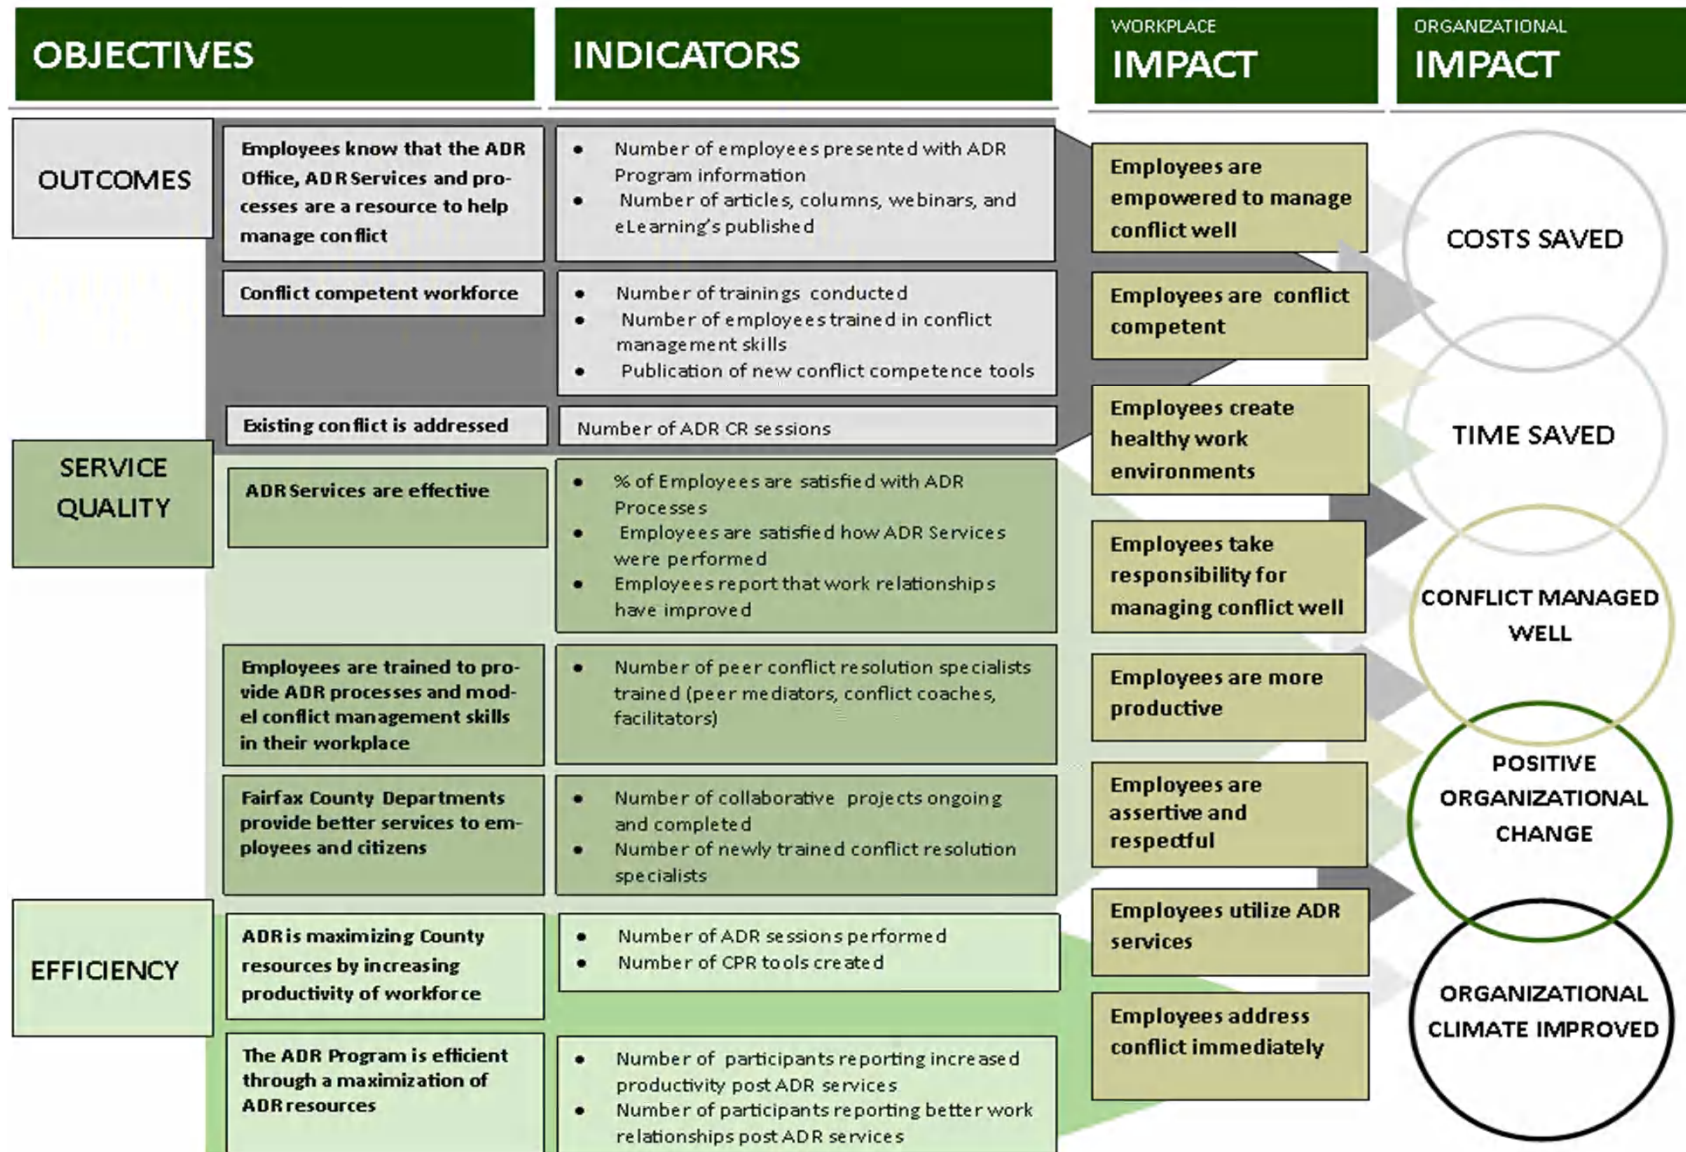 OBJECTIVES
INDICATORS
WORKPLACE
IMPACT
ORGANIZATIONAL
IMPACT
OUTCOMES
Employees know that the ADR
Office, ADR Services and pro-
cesses are a resource to help
manage conflict
• Number of employees presented with ADR
Program information
• Number of articles, columns, webinars, and
eLearning’s published
Conflict competent workforce
• Number of trainings conducted
• Number of employees trained in conflict
management skills
• Publication of new conflict competence tools
Existing conflict is addressed
Number of ADR CR sessions
SERVICE
QUALITY
ADR Services are effective
• % of Employees are satisfied with ADR
Processes
• Employees are satisfied how ADR Services
were performed
• Employees report that work relationships
have improved
Employees are trained to pro-
vide ADR processes and mod-
el conflict management skills
in their workplace
• Number of peer conflict resolution specialists
trained (peer mediators, conflict coaches,
facilitators)
Fairfax County Departments
provide better services to em-
ployees and citizens
• Number of collaborative projects ongoing
and completed
• Number of newly trained conflict resolution
specialists
EFFICIENCY
ADR is maximizing County
resources by increasing
productivity of workforce
• Number of ADR sessions performed
• Number of CPR tools created
The ADR Program is efficient
through a maximization of
ADR resources
• Number of participants reporting increased
productivity post ADR services
• Number of participants reporting better work
relationships post ADR services
Employees are
empowered to manage
conflict well
Employees are conflict
competent
Employees create
healthy work
environments
Employees take
responsibility for
managing conflict well
Employees are more
productive
Employees are
assertive and
respectful
Employees utilize ADR
services
Employees address
conflict immediately
COSTS SAVED
TIME SAVED
CONFLICT MANAGED
WELL
POSITIVE
ORGANIZATIONAL
CHANGE
ORGANIZATIONAL
CLIMATE IMPROVED